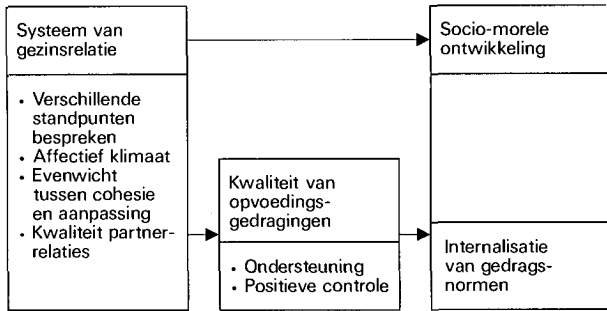 Systeem van
gezinsrelatie
• Verschillende
standpunten
bespreken
• Affectief klimaat
• Evenwicht
tussen cohesie
en aanpassing
• Kwaliteit partner-
relaties
Kwaliteit van
opvoedings-
gedragingen
• Ondersteuning
• Positieve controle
Socio-morele
ontwikkeling
Internalisatie
van gedrags-
normen